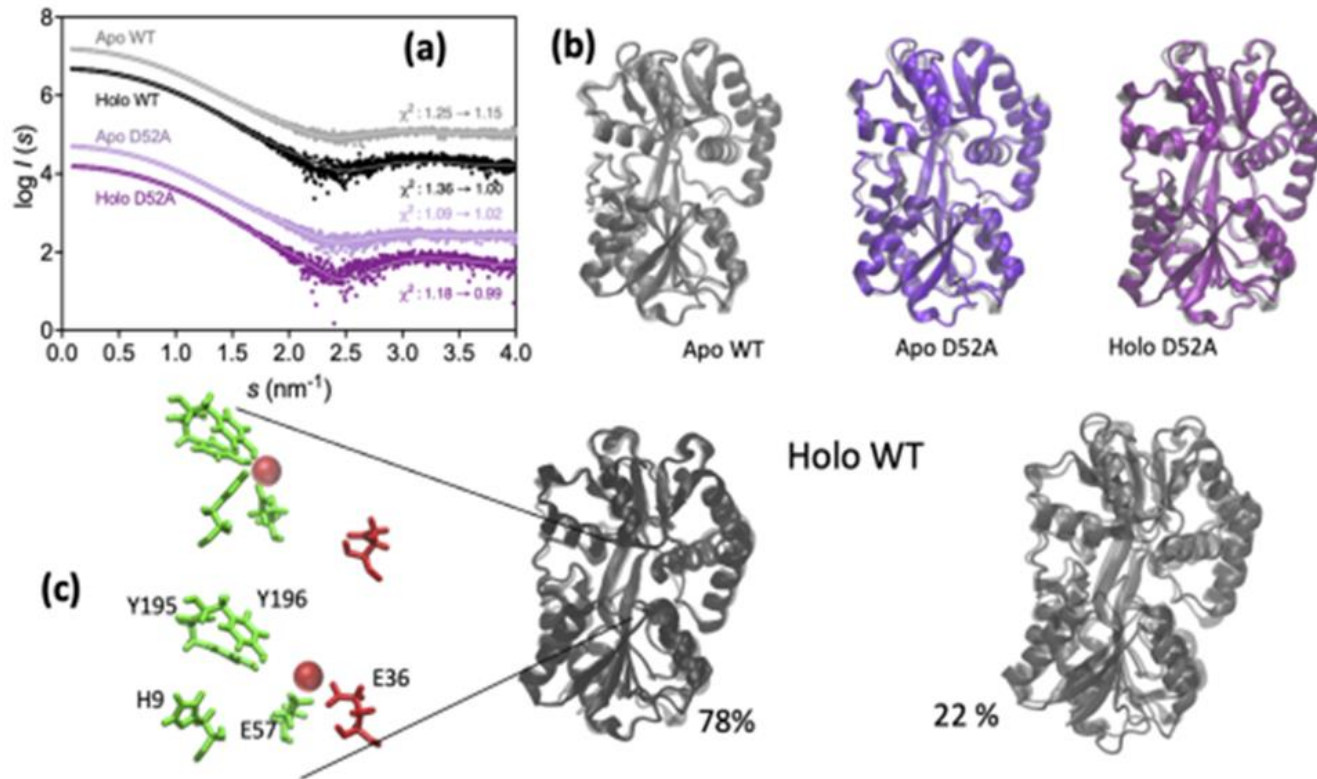 (a)
8
6
4
2
0
log I (s)
Apo WT
Holo WT
Apo D52A
Holo D52A
χ² : 1.25 → 1.15
χ² : 1.36 → 1.00
χ² : 1.09 → 1.02
χ² : 1.18 → 0.99
0.0 0.5 1.0 1.5 2.0 2.5 3.0 3.5 4.0
s (nm⁻¹)
(b)
Apo WT
Apo D52A
Holo D52A
Holo WT
(c)
Y195
Y196
H9
E57
E36
78%
22 %